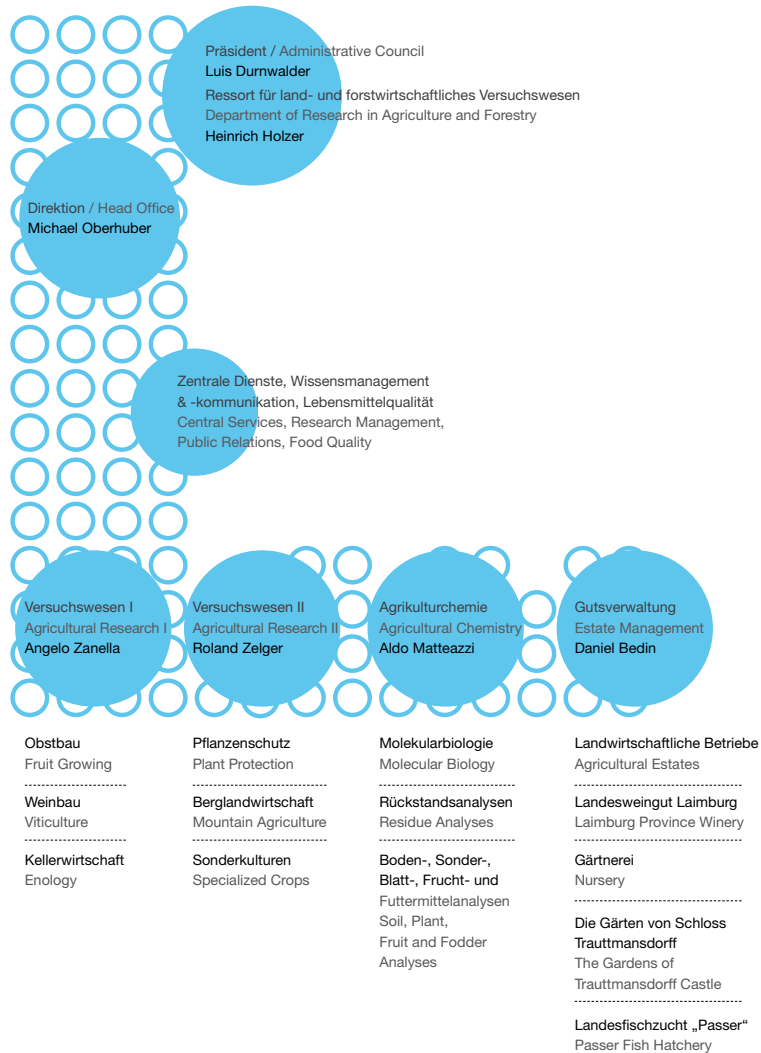 Präsident / Administrative Council
Luis Durnwalder
Ressort für land- und forstwirtschaftliches Versuchswesen
Department of Research in Agriculture and Forestry
Heinrich Holzer
Direktion / Head Office
Michael Oberhuber
Zentrale Dienste, Wissensmanagement
& -kommunikation, Lebensmittelqualität
Central Services, Research Management,
Public Relations, Food Quality
Versuchswesen I
Agricultural Research I
Angelo Zanella
Versuchswesen II
Agricultural Research II
Roland Zelger
Agrikulturchemie
Agricultural Chemistry
Aldo Matteazzi
Gutsverwaltung
Estate Management
Daniel Bedin
Obstbau
Fruit Growing
Weinbau
Viticulture
Kellerwirtschaft
Enology
Pflanzenschutz
Plant Protection
Berglandwirtschaft
Mountain Agriculture
Sonderkulturen
Specialized Crops
Molekularbiologie
Molecular Biology
Rückstandsanalysen
Residue Analyses
Boden-, Sonder-,
Blatt-, Frucht- und
Futtermittelanalysen
Soil, Plant,
Fruit and Fodder
Analyses
Landwirtschaftliche Betriebe
Agricultural Estates
Landesweingut Laimburg
Laimburg Province Winery
Gärtnerei
Nursery
Die Gärten von Schloss
Trauttmansdorff
The Gardens of
Trauttmansdorff Castle
Landesfischzucht „Passer“
Passer Fish Hatchery